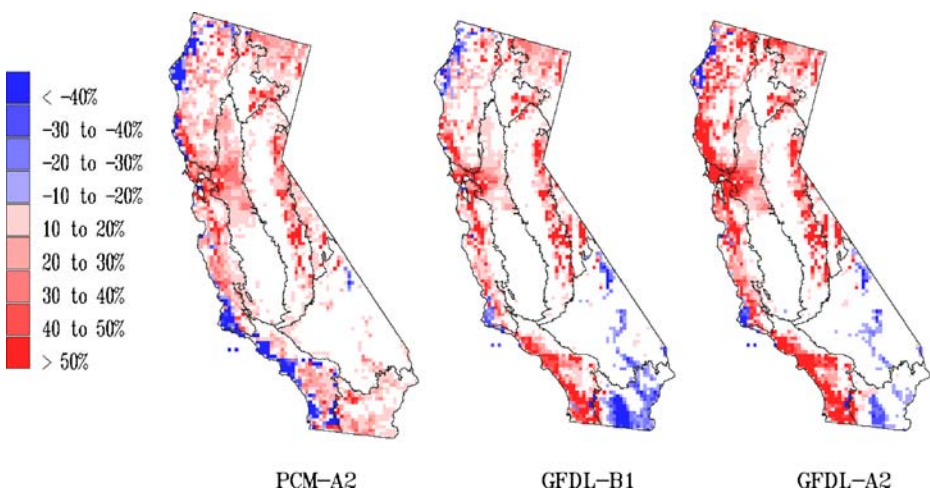 < -40%
-30 to -40%
-20 to -30%
-10 to -20%
10 to 20%
20 to 30%
30 to 40%
40 to 50%
> 50%
PCM-A2 GFDL-B1 GFDL-A2